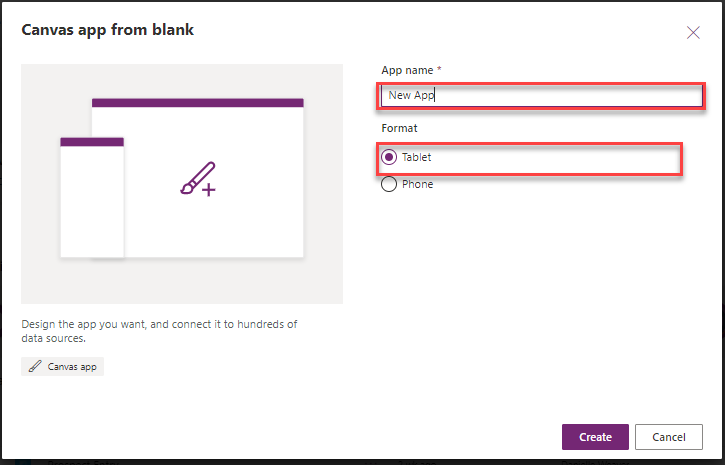 Canvas app from blank
App name *
New App
Format
Tablet
Phone
Design the app you want, and connect it to hundreds of
data sources.
Canvas app
Create
Cancel